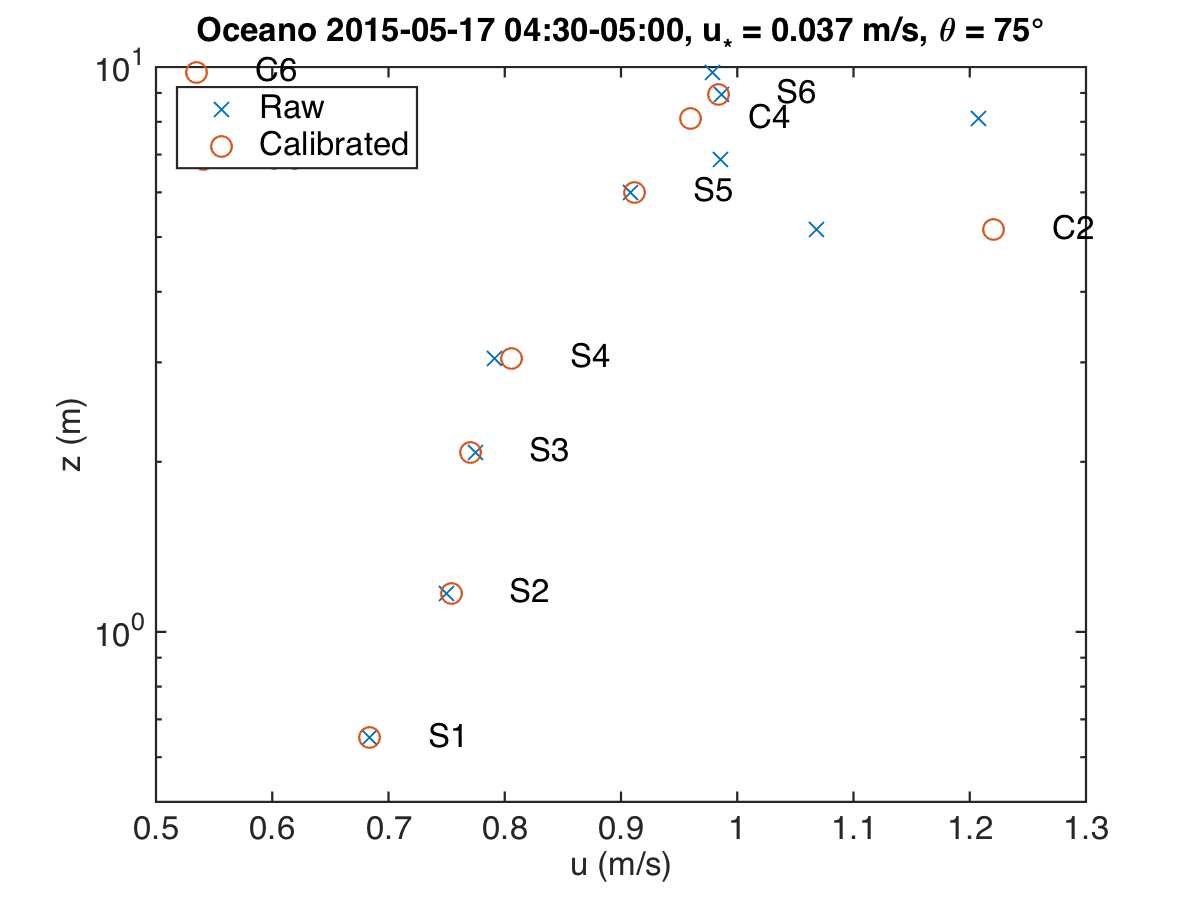 Oceano 2015-05-17 04:30-05:00, u* = 0.037 m/s, θ = 75°
10¹
C6
Raw
Calibrated
S6
C4
S5
C2
S4
S3
S2
10⁰
S1
z (m)
0.5 0.6 0.7 0.8 0.9 1 1.1 1.2 1.3
u (m/s)